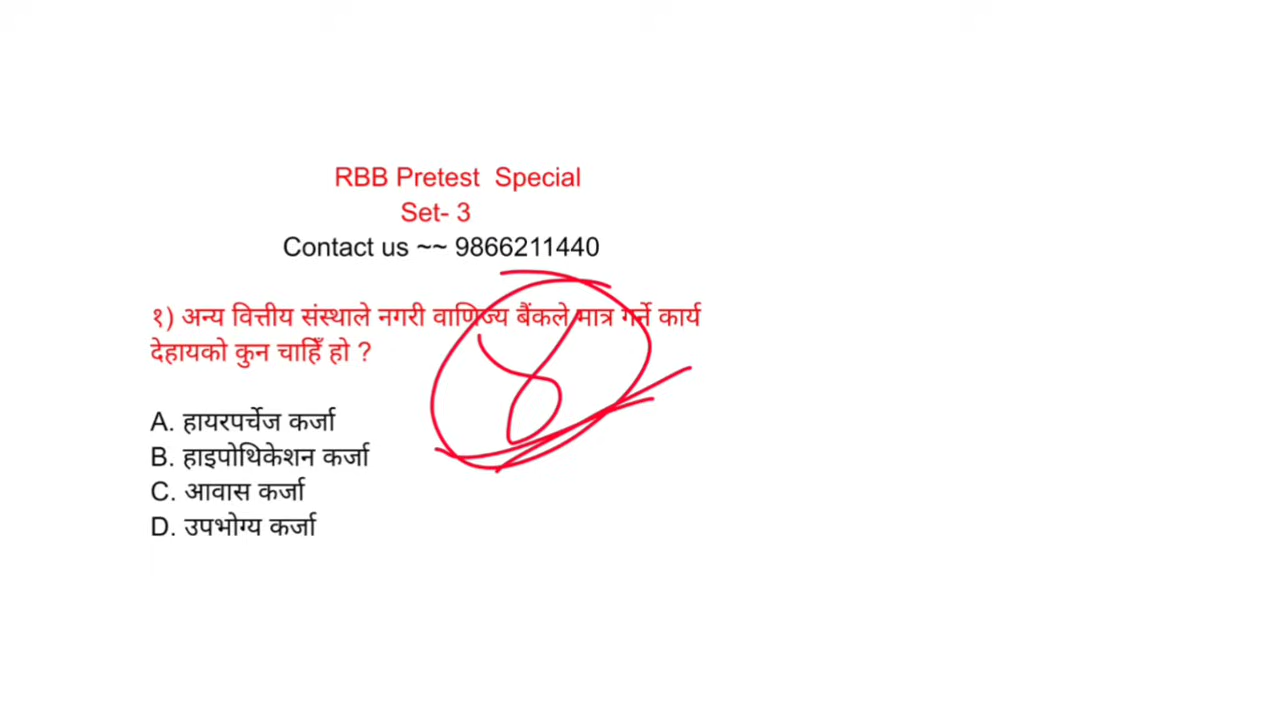 RBB Pretest Special
Set- 3
Contact us ~~ 9866211440
१) अन्य वित्तीय संस्थाले नगरी वाणिज्य बैंकले मात्र गर्ने कार्य
देहायको कुन चाहिँ हो ?
A. हायरपर्चेज कर्जा
B. हाइपोथिकेशन कर्जा
C. आवास कर्जा
D. उपभोग्य कर्जा